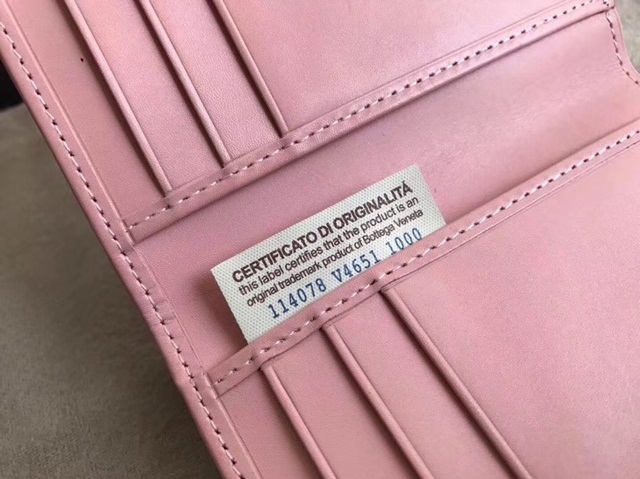 CERTIFICATO DI ORIGINALITÁ
this label certifies that the product is an
original trademark product of Bottega Veneta
114078 V4651 1000